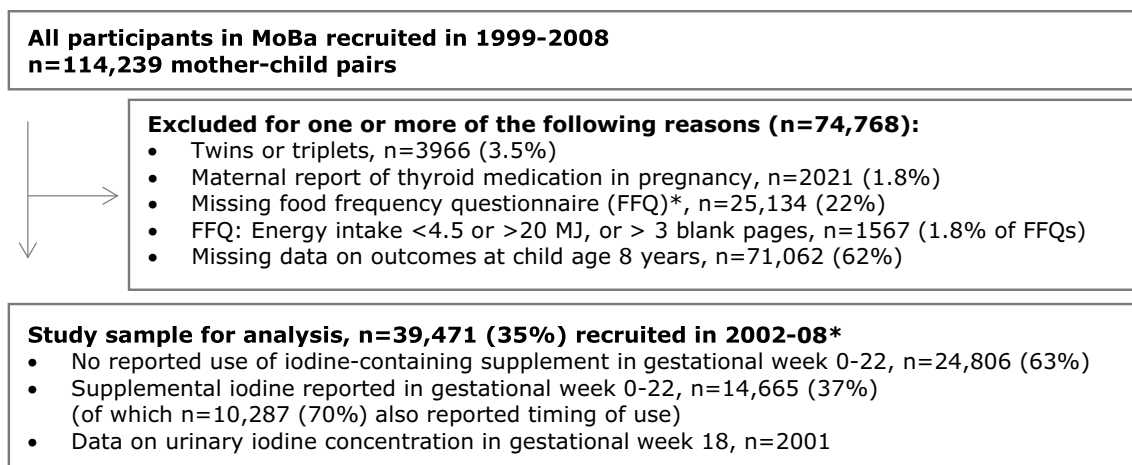 All participants in MoBa recruited in 1999-2008
n=114,239 mother-child pairs
Excluded for one or more of the following reasons (n=74,768):
• Twins or triplets, n=3966 (3.5%)
• Maternal report of thyroid medication in pregnancy, n=2021 (1.8%)
• Missing food frequency questionnaire (FFQ)*, n=25,134 (22%)
• FFQ: Energy intake <4.5 or >20 MJ, or > 3 blank pages, n=1567 (1.8% of FFQs)
• Missing data on outcomes at child age 8 years, n=71,062 (62%)
Study sample for analysis, n=39,471 (35%) recruited in 2002-08*
• No reported use of iodine-containing supplement in gestational week 0-22, n=24,806 (63%)
• Supplemental iodine reported in gestational week 0-22, n=14,665 (37%)
(of which n=10,287 (70%) also reported timing of use)
• Data on urinary iodine concentration in gestational week 18, n=2001